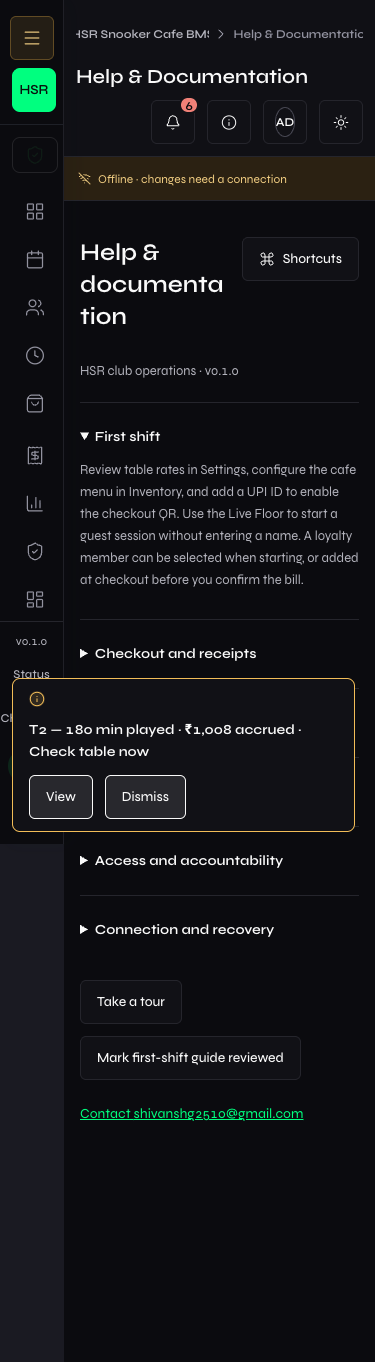 HSR Snooker Cafe BMS
Help & Documentatio
HSR
Help & Documentation
6
AD
Offline · changes need a connection
Help &
documenta
tion
Shortcuts
HSR club operations · v0.1.0
First shift
Review table rates in Settings, configure the cafe
menu in Inventory, and add a UPI ID to enable
the checkout QR. Use the Live Floor to start a
guest session without entering a name. A loyalty
member can be selected when starting, or added
at checkout before you confirm the bill.
v0.1.0
Checkout and receipts
Status
T2 — 180 min played · ₹1,008 accrued ·
Check table now
View
Dismiss
Access and accountability
Connection and recovery
Take a tour
Mark first-shift guide reviewed
Contact shivanshg2510@gmail.com